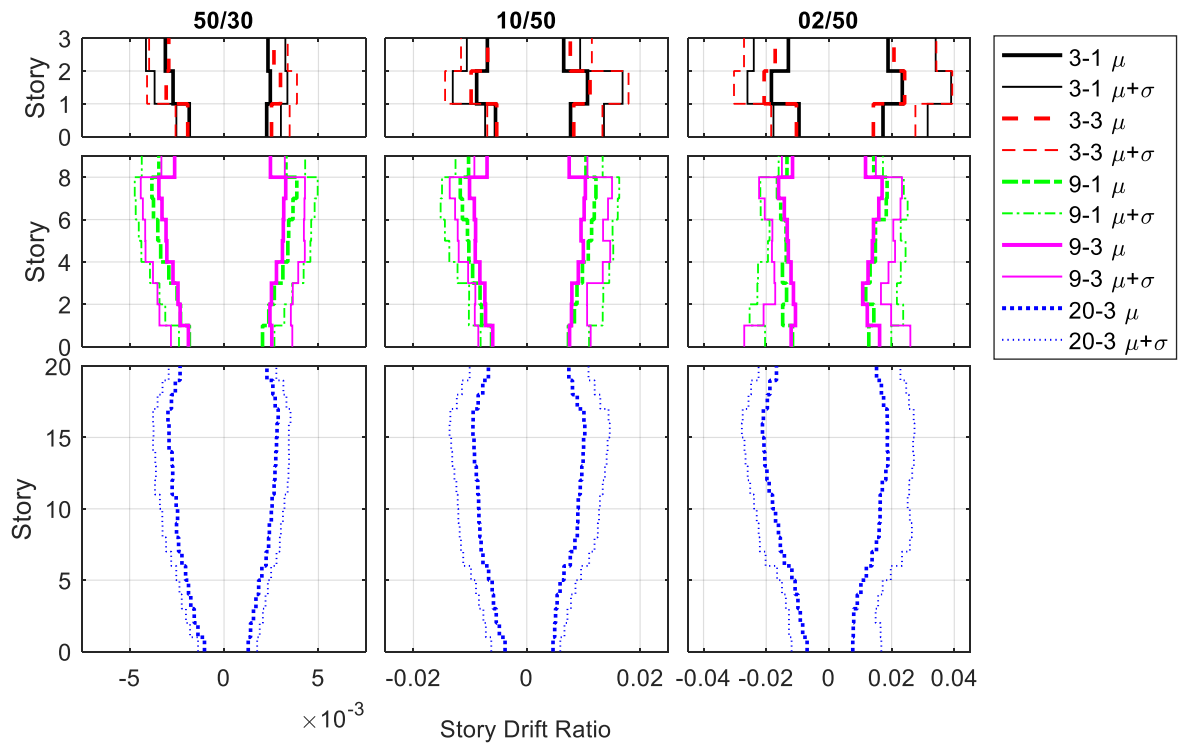 50/30 10/50 02/50
3
2
1
0
Story
8
6
4
2
0
Story
20
15
10
5
0
Story
-5 0 5 -0.02 0 0.02 -0.04 -0.02 0 0.02 0.04
×10-3
Story Drift Ratio
3-1 μ
3-1 μ+σ
3-3 μ
3-3 μ+σ
9-1 μ
9-1 μ+σ
9-3 μ
9-3 μ+σ
20-3 μ
20-3 μ+σ